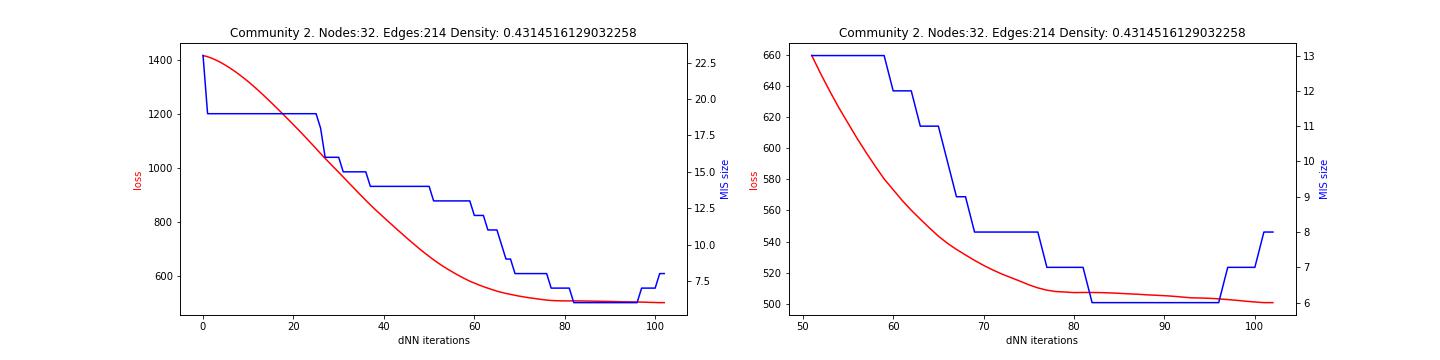 Community 2. Nodes:32. Edges:214 Density: 0.4314516129032258
1400
1200
1000
800
600
loss
22.5
20.0
17.5
15.0
12.5
10.0
7.5
MIS size
0 20 40 60 80 100
dNN iterations
Community 2. Nodes:32. Edges:214 Density: 0.4314516129032258
660
640
620
600
580
560
540
520
500
loss
13
12
11
10
9
8
7
6
MIS size
50 60 70 80 90 100
dNN iterations